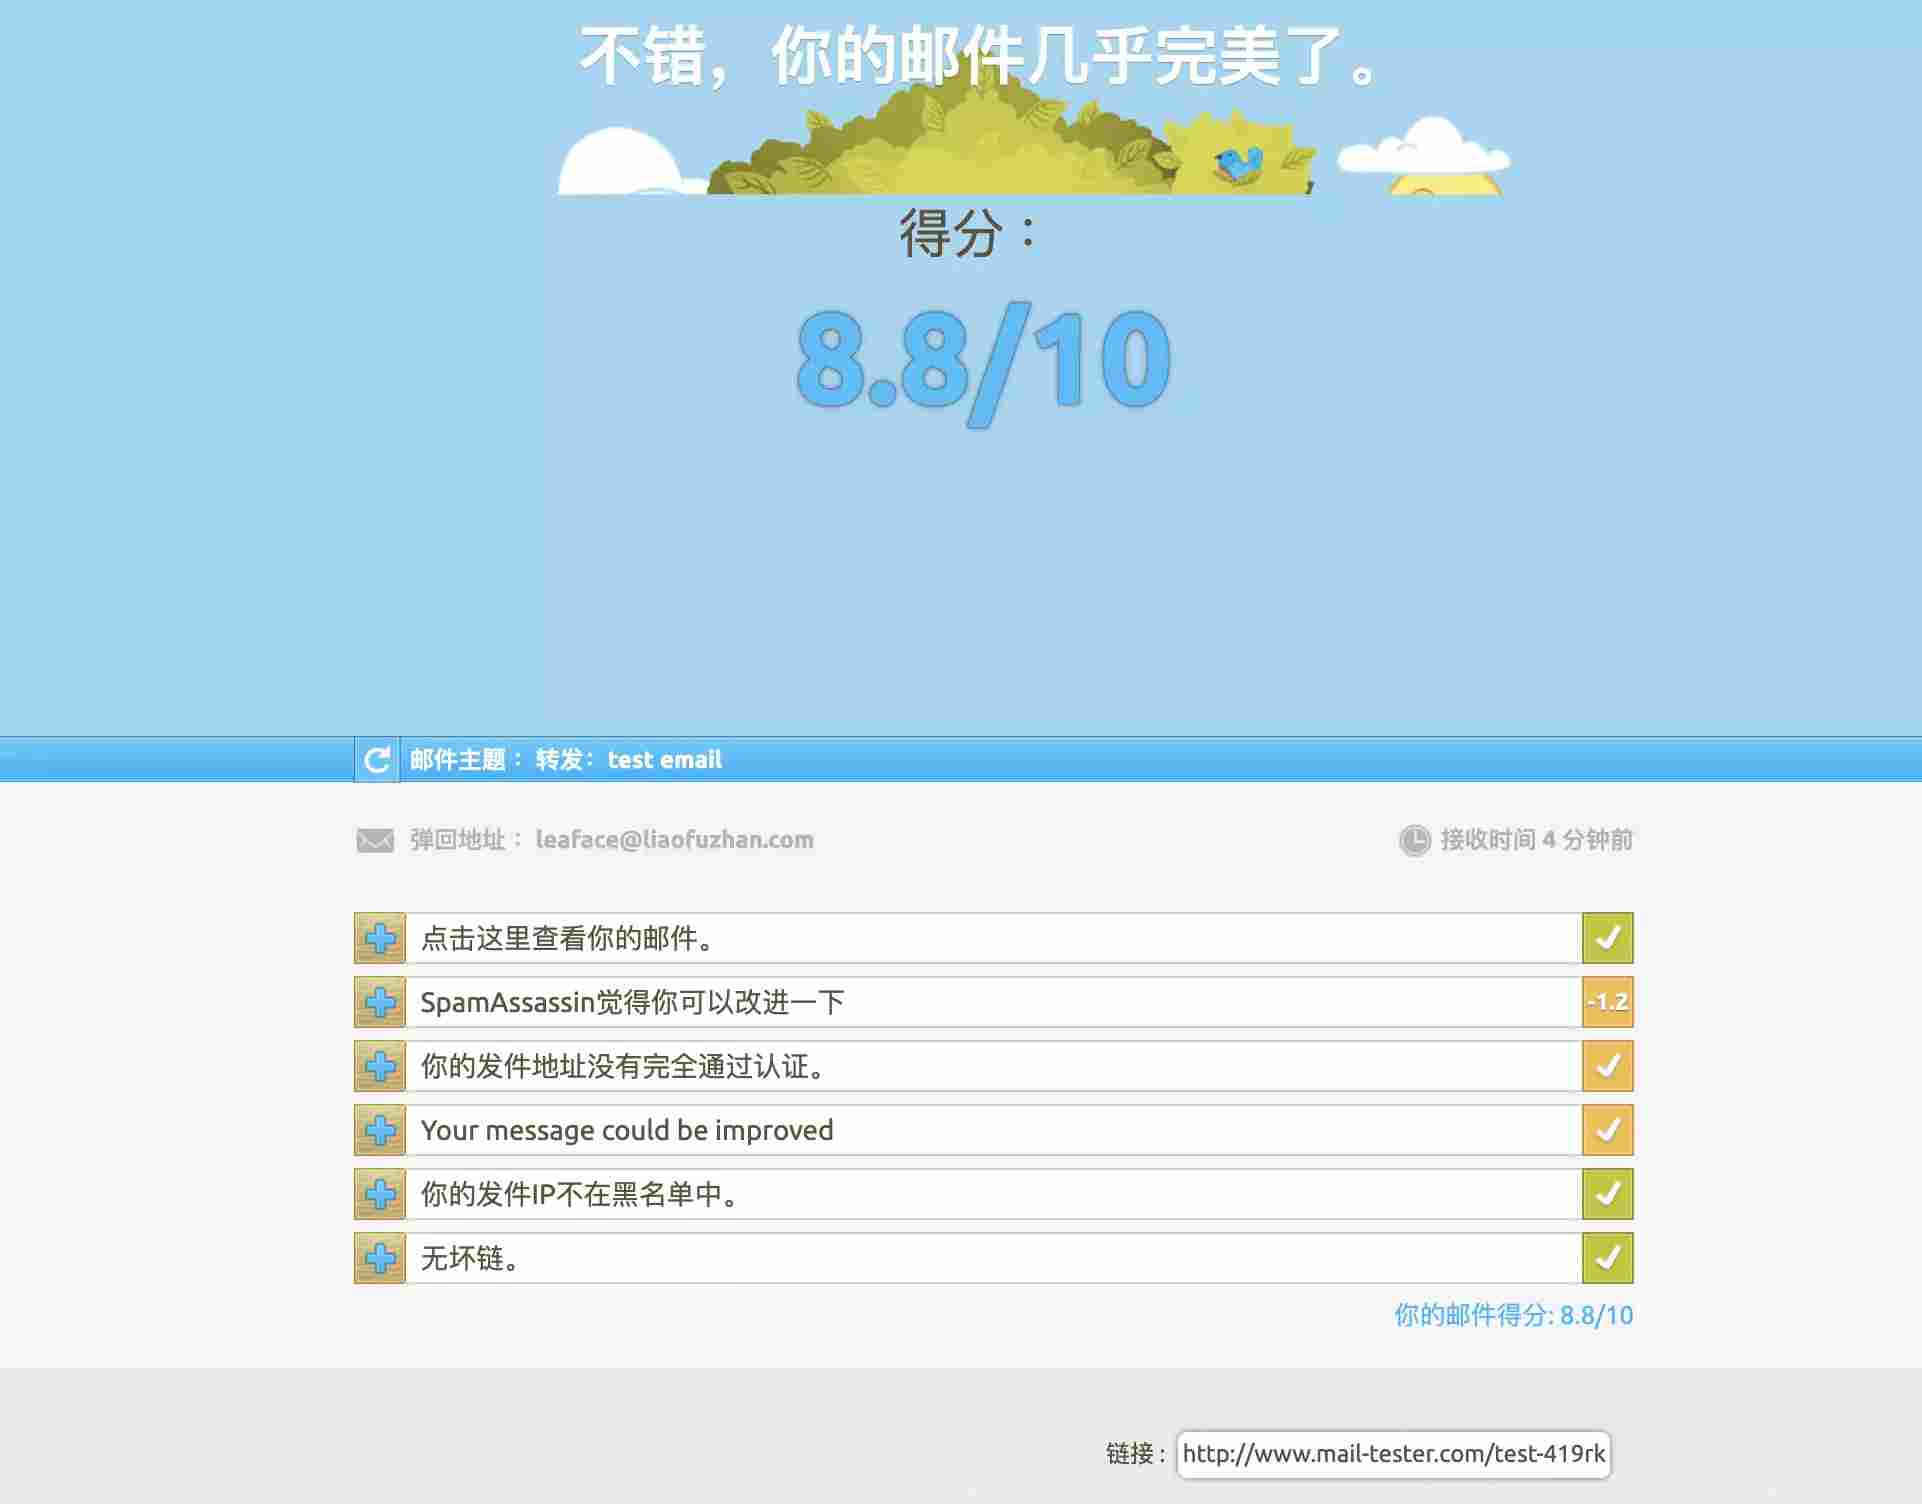 不错，你的邮件几乎完美了。
得分：
8.8/10
邮件主题： 转发：test email
弹回地址： leaface@liaofuzhan.com
接收时间 4 分钟前
点击这里查看你的邮件。
SpamAssassin觉得你可以改进一下
-1.2
你的发件地址没有完全通过认证。
Your message could be improved
你的发件IP不在黑名单中。
无坏链。
你的邮件得分: 8.8/10
链接 : http://www.mail-tester.com/test-419rk